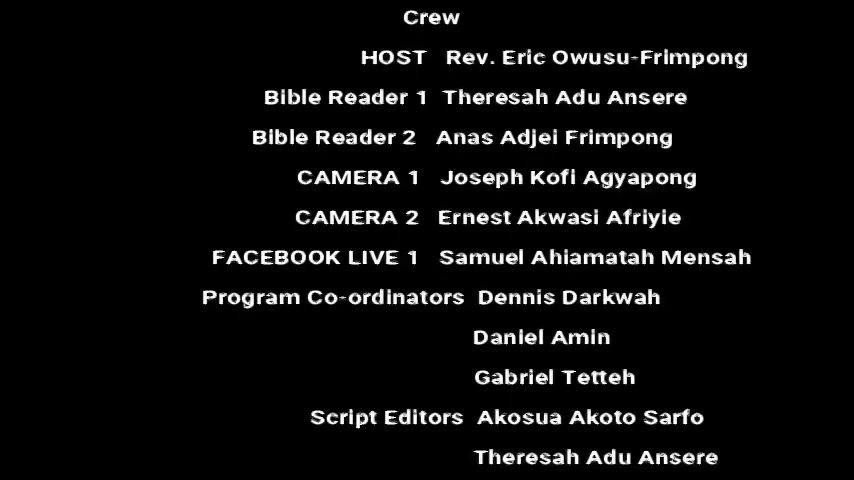 Crew
HOST Rev. Eric Owusu-Frimpong
Bible Reader 1 Theresah Adu Ansere
Bible Reader 2 Anas Adjei Frimpong
CAMERA 1 Joseph Kofi Agyapong
CAMERA 2 Ernest Akwasi Afriyie
FACEBOOK LIVE 1 Samuel Ahiamatah Mensah
Program Co-ordinators Dennis Darkwah
Daniel Amin
Gabriel Tetteh
Script Editors Akosua Akoto Sarfo
Theresah Adu Ansere